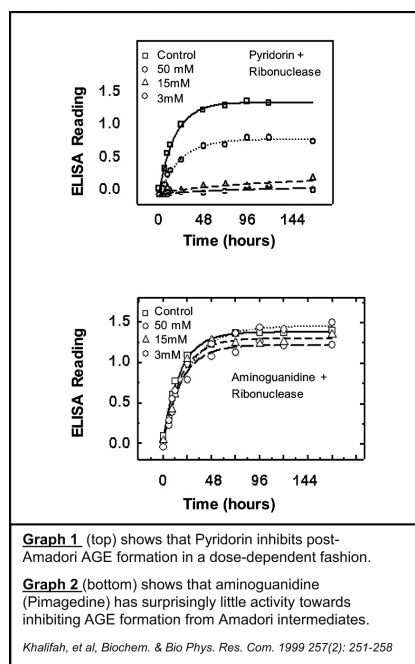 Control
50 mM
15mM
3mM
Pyridorin +
Ribonuclease
ELISA Reading
1.5
1.0
0.5
0.0
0 48 96 144
Time (hours)
Control
50 mM
15mM
3mM
Aminoguanidine +
Ribonuclease
ELISA Reading
1.5
1.0
0.5
0.0
0 48 96 144
Time (hours)
Graph 1 (top) shows that Pyridorin inhibits post-
Amadori AGE formation in a dose-dependent fashion.
Graph 2 (bottom) shows that aminoguanidine
(Pimagedine) has surprisingly little activity towards
inhibiting AGE formation from Amadori intermediates.
Khalifah, et al, Biochem. & Bio Phys. Res. Com. 1999 257(2): 251-258